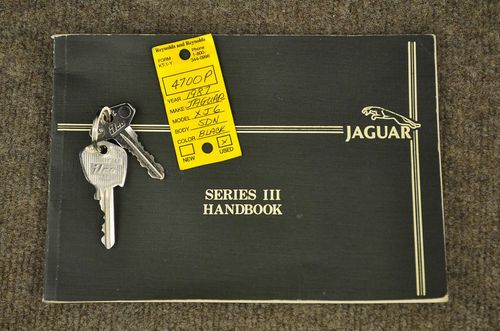 Reynolds and Reynolds
FORM
KT-1-Y
Phone
1-800-
344-0996
4700P
YEAR 1987
MAKE JAGUAR
MODEL XJ6
BODY SDN
COLOR BLACK
NEW
X
USED
JAGUAR
Ilco
SERIES III
HANDBOOK